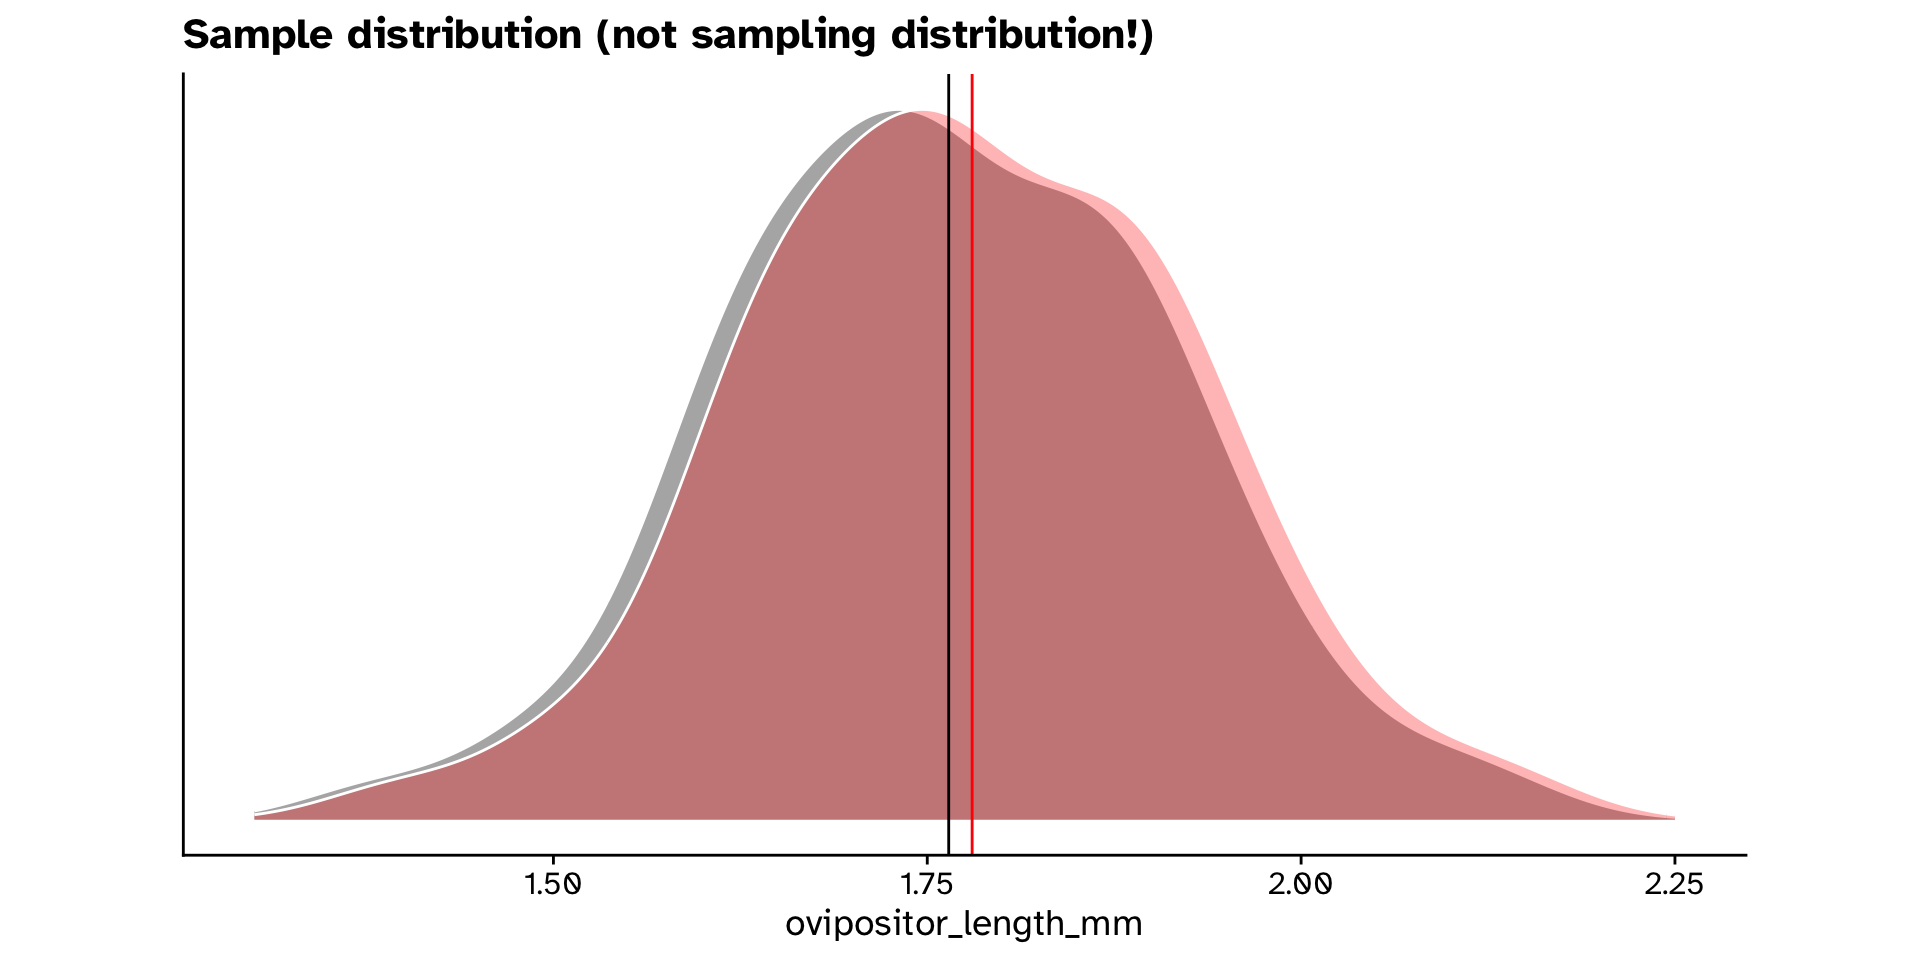 Sample distribution (not sampling distribution!)
1.50 1.75 2.00 2.25
ovipositor_length_mm